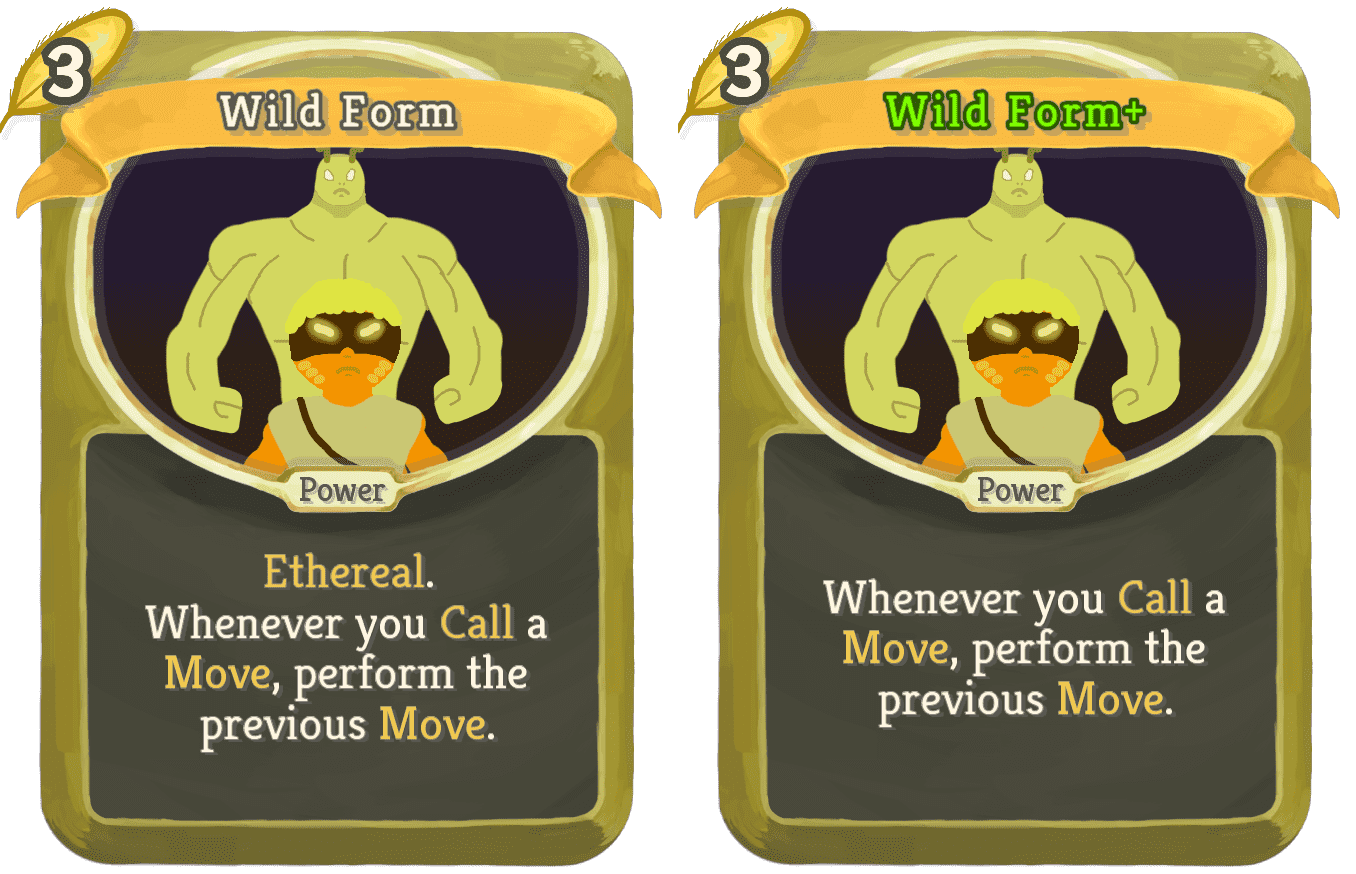 3
Wild Form
Power
Ethereal.
Whenever you Call a
Move, perform the
previous Move.
3
Wild Form+
Power
Whenever you Call a
Move, perform the
previous Move.